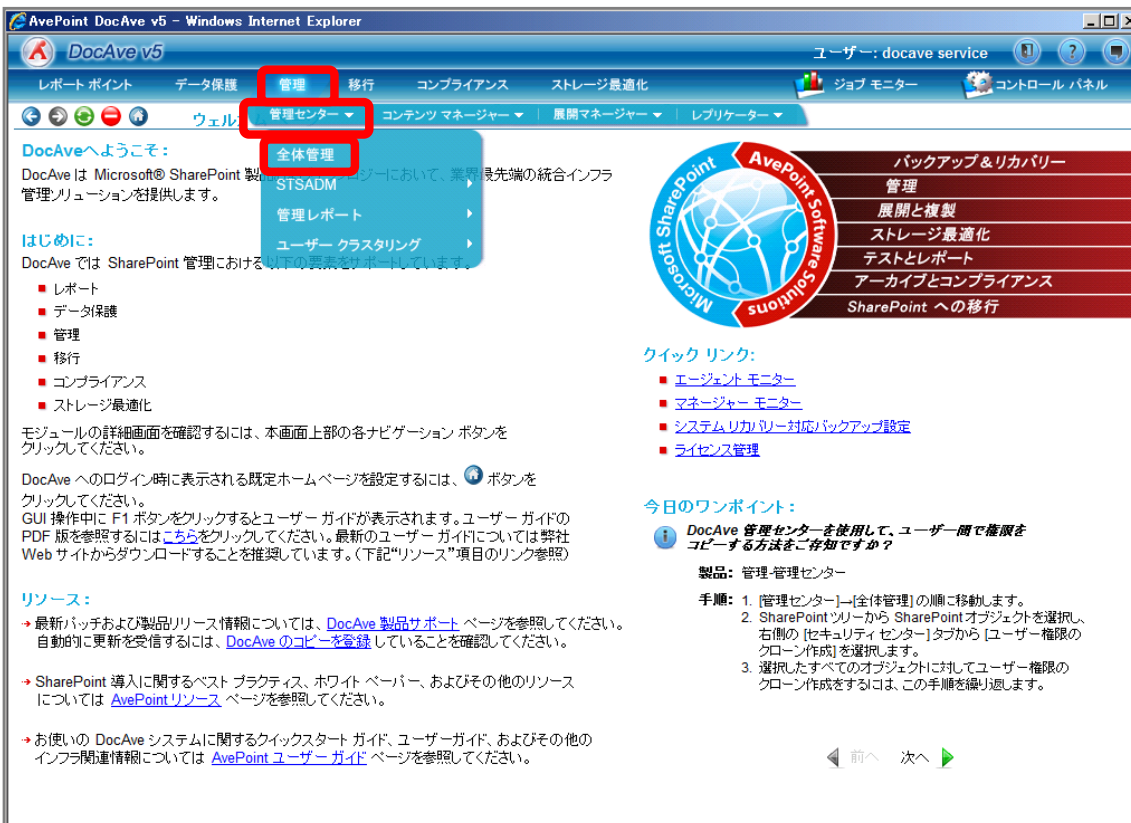 AvePoint DocAve v5 - Windows Internet Explorer
DocAve v5
ユーザー: docave service
レポート ポイント データ保護 管理 移行 コンプライアンス ストレージ最適化 ジョブ モニター コントロール パネル
ウェル
管理センター コンテンツ マネージャー 展開マネージャー レプリケーター
全体管理
STSADM
管理レポート
ユーザー クラスタリング
DocAveへようこそ:
DocAve は Microsoft® SharePoint 製 ジーにおいて、業界最先端の統合インフラ
管理ソリューションを提供します。
はじめに:
DocAve では SharePoint 管理における以下の要素をサポートしています。
レポート
データ保護
管理
移行
コンプライアンス
ストレージ最適化
モジュールの詳細画面を確認するには、本画面上部の各ナビゲーション ボタンを
クリックしてください。
DocAve へのログイン時に表示される既定ホームページを設定するには、 ボタンを
クリックしてください。
GUI 操作中に F1 ボタンをクリックするとユーザー ガイドが表示されます。ユーザー ガイドの
PDF 版を参照するにはこちらをクリックしてください。最新のユーザー ガイドについては弊社
Web サイトからダウンロードすることを推奨しています。(下記“リソース”項目のリンク参照)
リソース:
最新パッチおよび製品リリース情報については、DocAve 製品サポート ページを参照してください。
自動的に更新を受信するには、DocAve のコピーを登録していることを確認してください。
SharePoint 導入に関するベスト プラクティス、ホワイト ペーパー、およびその他のリソース
については AvePoint リソース ページを参照してください。
お使いの DocAve システムに関するクイックスタート ガイド、ユーザーガイド、およびその他の
インフラ関連情報については AvePoint ユーザー ガイド ページを参照してください。
Microsoft SharePoint
AvePoint Software Solutions
バックアップ&リカバリー
管理
展開と複製
ストレージ最適化
テストとレポート
アーカイブとコンプライアンス
SharePoint への移行
クイック リンク:
エージェント モニター
マネージャー モニター
システム リカバリー対応バックアップ設定
ライセンス管理
今日のワンポイント:
DocAve 管理センターを使用して、ユーザー間で権限を
コピーする方法をご存知ですか?
製品: 管理-管理センター
手順: 1. [管理センター]→[全体管理] の順に移動します。
2. SharePoint ツリーから SharePoint オブジェクトを選択し、
右側の [セキュリティ センター] タブから [ユーザー権限の
クローン作成] を選択します。
3. 選択したすべてのオブジェクトに対してユーザー権限の
クローン作成をするには、この手順を繰り返します。
前へ 次へ